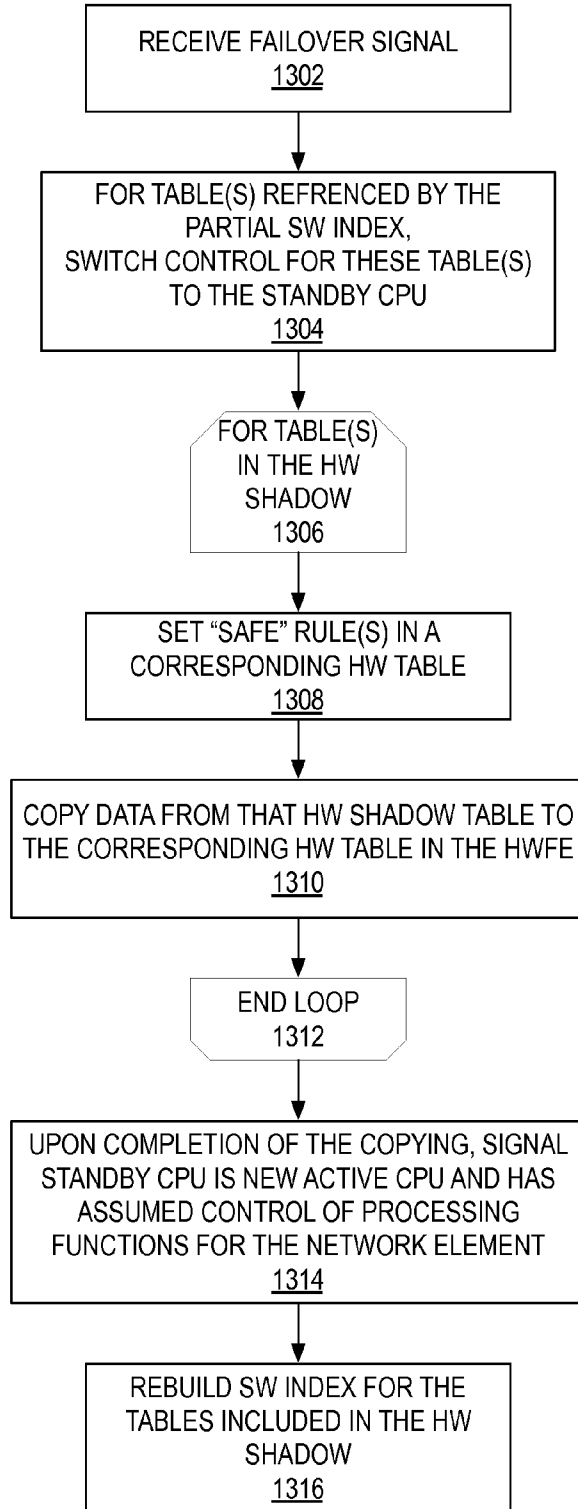 RECEIVE FAILOVER SIGNAL
1302
FOR TABLE(S) REFRENCED BY THE
PARTIAL SW INDEX,
SWITCH CONTROL FOR THESE TABLE(S)
TO THE STANDBY CPU
1304
FOR TABLE(S)
IN THE HW
SHADOW
1306
SET “SAFE” RULE(S) IN A
CORRESPONDING HW TABLE
1308
COPY DATA FROM THAT HW SHADOW TABLE TO
THE CORRESPONDING HW TABLE IN THE HWFE
1310
END LOOP
1312
UPON COMPLETION OF THE COPYING, SIGNAL
STANDBY CPU IS NEW ACTIVE CPU AND HAS
ASSUMED CONTROL OF PROCESSING
FUNCTIONS FOR THE NETWORK ELEMENT
1314
REBUILD SW INDEX FOR THE
TABLES INCLUDED IN THE HW
SHADOW
1316